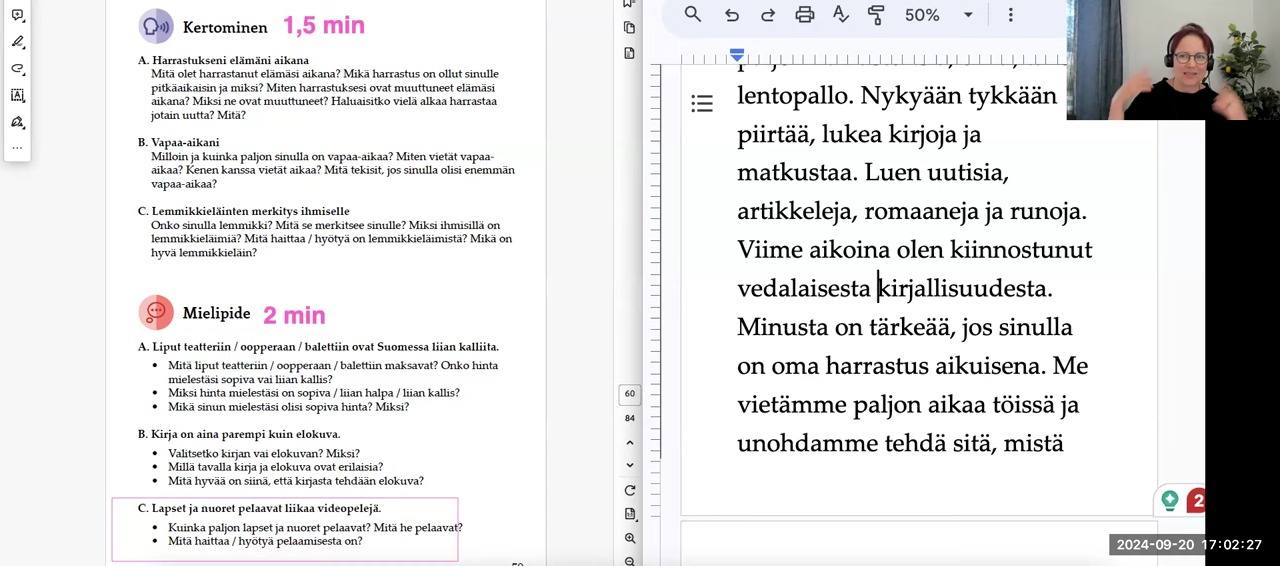 Kertominen 1,5 min
A. Harrastukseni elämäni aikana
Mitä olet harrastanut elämäsi aikana? Mikä harrastus on ollut sinulle
pitkäaikaisin ja miksi? Miten harrastuksesi ovat muuttuneet elämäsi
aikana? Miksi ne ovat muuttuneet? Haluaisitko vielä alkaa harrastaa
jotain uutta? Mitä?
B. Vapaa-aikani
Milloin ja kuinka paljon sinulla on vapaa-aikaa? Miten vietät vapaa-
aikaa? Kenen kanssa vietät aikaa? Mitä tekisit, jos sinulla olisi enemmän
vapaa-aikaa?
C. Lemmikkieläinten merkitys ihmiselle
Onko sinulla lemmikki? Mitä se merkitsee sinulle? Miksi ihmisillä on
lemmikkieläimiä? Mitä haittaa / hyötyä on lemmikkieläimistä? Mikä on
hyvä lemmikkieläin?
Mielipide 2 min
A. Liput teatteriin / oopperaan / balettiin ovat Suomessa liian kalliita.
• Mitä liput teatteriin / oopperaan / balettiin maksavat? Onko hinta
mielestäsi sopiva vai liian kallis?
• Miksi hinta mielestäsi on sopiva / liian halpa / liian kallis?
• Mikä sinun mielestäsi olisi sopiva hinta? Miksi?
B. Kirja on aina parempi kuin elokuva.
• Valitsetko kirjan vai elokuvan? Miksi?
• Millä tavalla kirja ja elokuva ovat erilaisia?
• Mitä hyvää on siinä, että kirjasta tehdään elokuva?
C. Lapset ja nuoret pelaavat liikaa videopelejä.
• Kuinka paljon lapset ja nuoret pelaavat? Mitä he pelaavat?
• Mitä haittaa / hyötyä pelaamisesta on?
60
84
50%
lentopallo. Nykyään tykkään
piirtää, lukea kirjoja ja
matkustaa. Luen uutisia,
artikkeleja, romaaneja ja runoja.
Viime aikoina olen kiinnostunut
vedalaisesta kirjallisuudesta.
Minusta on tärkeää, jos sinulla
on oma harrastus aikuisena. Me
vietämme paljon aikaa töissä ja
unohdamme tehdä sitä, mistä
2
2024-09-20 17:02:27